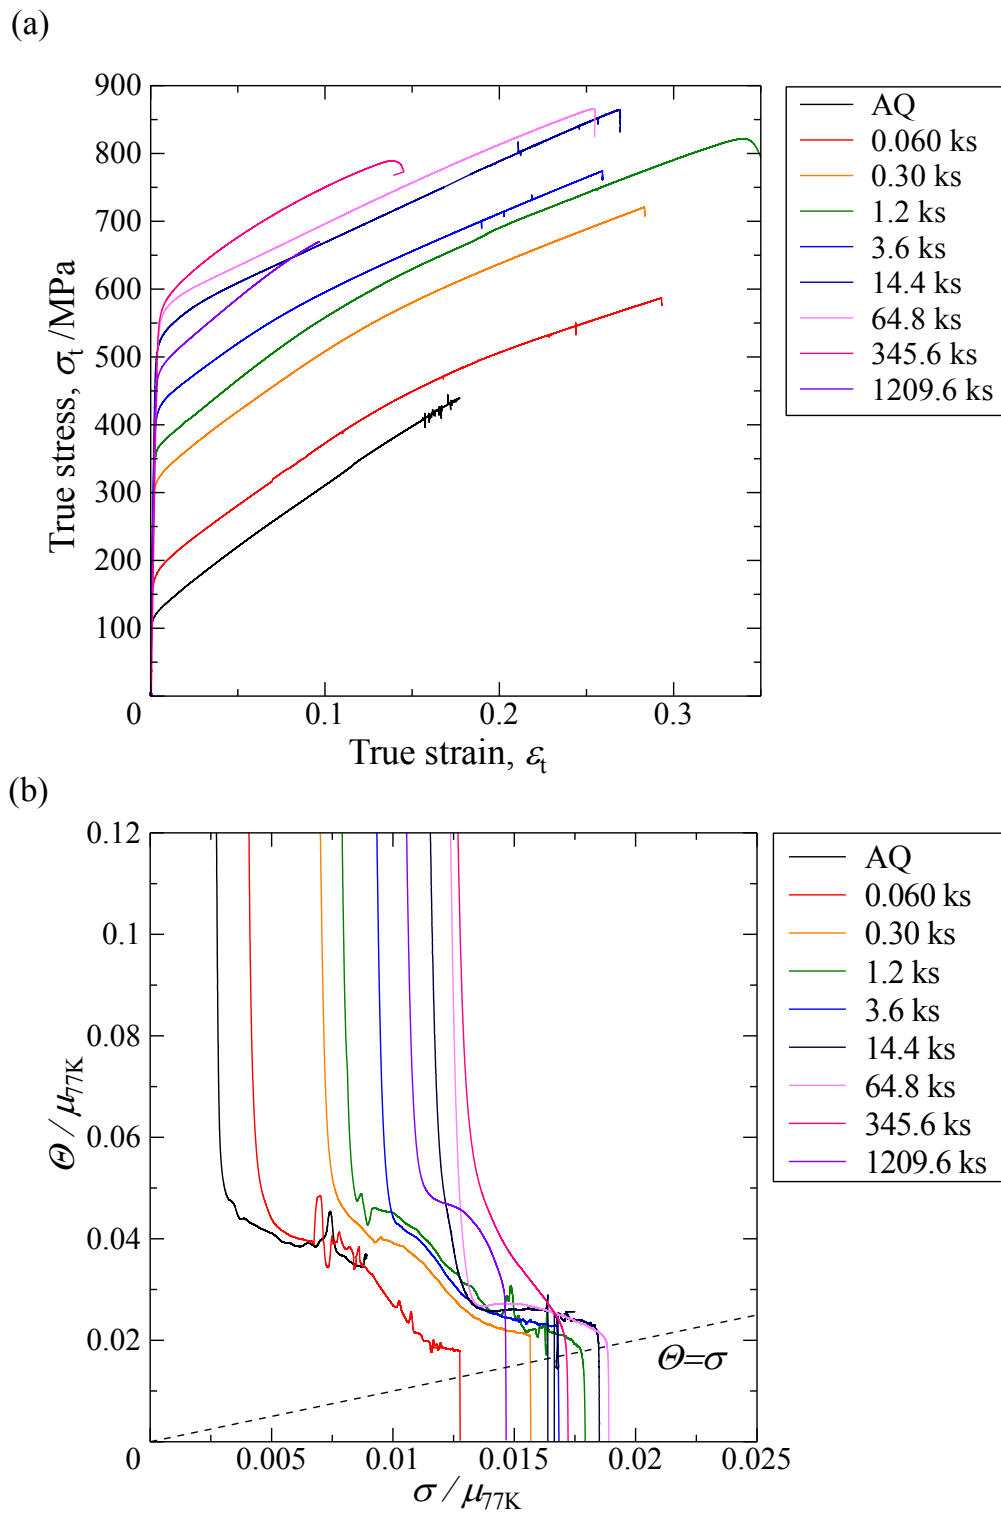 (a)
900
800
700
600
500
400
300
200
100
0
0.1
0.2
0.3
True stress, σt /MPa
True strain, εt
AQ
0.060 ks
0.30 ks
1.2 ks
3.6 ks
14.4 ks
64.8 ks
345.6 ks
1209.6 ks
(b)
0.12
0.1
0.08
0.06
0.04
0.02
0
0.005
0.01
0.015
0.02
0.025
Θ / μ77K
σ / μ77K
Θ=σ
AQ
0.060 ks
0.30 ks
1.2 ks
3.6 ks
14.4 ks
64.8 ks
345.6 ks
1209.6 ks